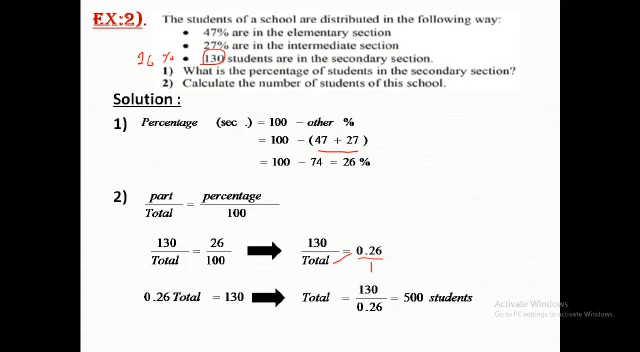 EX:2).
The students of a school are distributed in the following way:
• 47% are in the elementary section
• 27% are in the intermediate section
26 % • 130 students are in the secondary section.
1) What is the percentage of students in the secondary section?
2) Calculate the number of students of this school.
Solution :
1) Percentage (sec .) = 100 − other %
= 100 − ( 47 + 27 )
= 100 − 74 = 26 %
2) part/Total = percentage/100
130/Total = 26/100 130/Total = 0.26/1
0.26 Total = 130 Total = 130/0.26 = 500 students
Activate Windows
Go to PC settings to activate Windows.